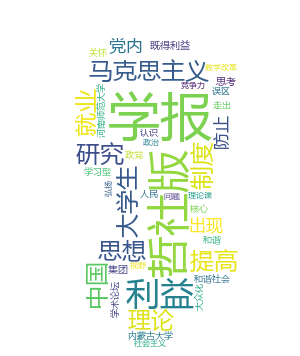 党内
既得利益
关怀
马克思主义
教学改革
思考
竞争力
误区
就业
河南师范大学
学报
走出
防止
认识
政治
研究
政党
制度
学习型
哲社版
大学生
弘扬
人民
问题
理论课
核心
出现
和谐
思想
提高
中国
集团
视野
和谐社会
利益
大众化
学术论坛
理论
内蒙古大学
社会主义